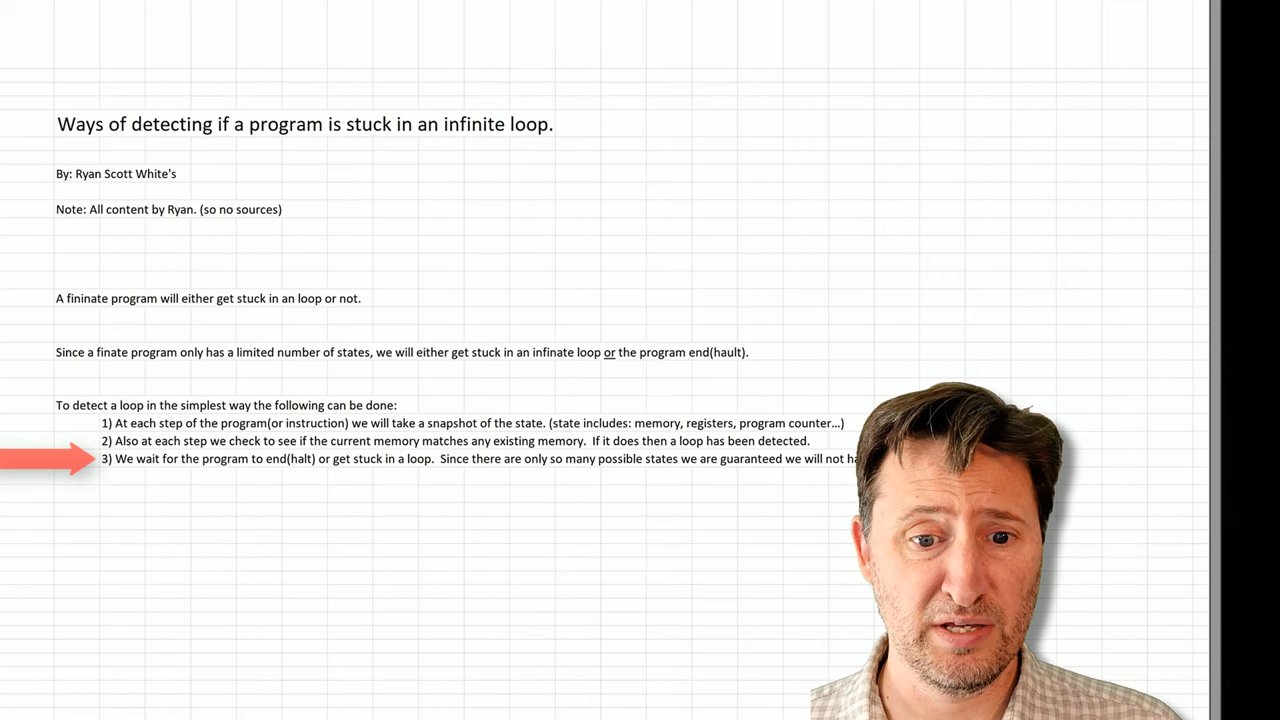 Ways of detecting if a program is stuck in an infinite loop.
By: Ryan Scott White's
Note: All content by Ryan. (so no sources)
A fininate program will either get stuck in an loop or not.
Since a finate program only has a limited number of states, we will either get stuck in an infinate loop or the program end(hault).
To detect a loop in the simplest way the following can be done:
1) At each step of the program(or instruction) we will take a snapshot of the state. (state includes: memory, registers, program counter…)
2) Also at each step we check to see if the current memory matches any existing memory.  If it does then a loop has been detected.
3) We wait for the program to end(halt) or get stuck in a loop.  Since there are only so many possible states we are guaranteed we will not